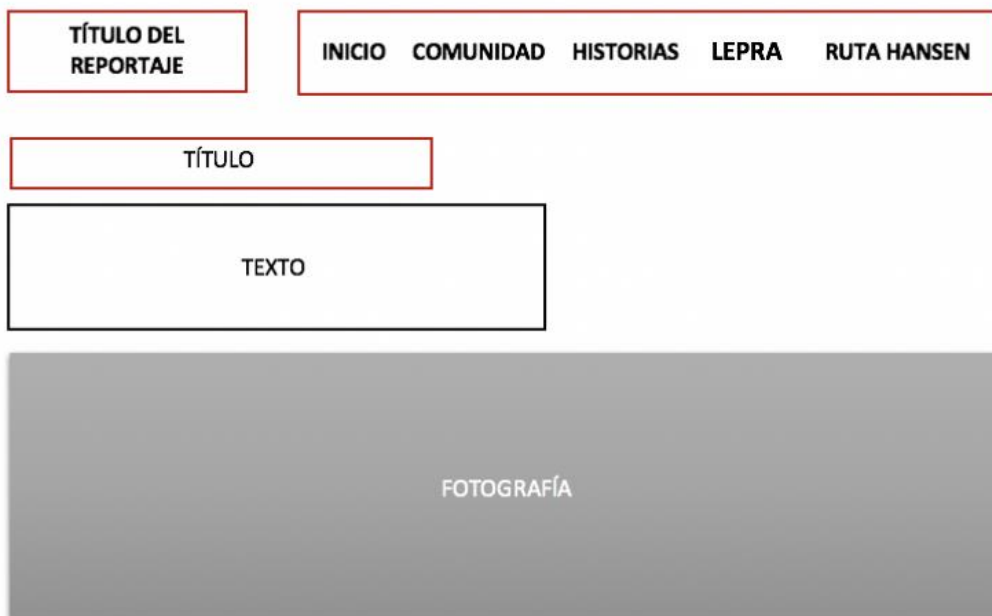 TÍTULO DEL
REPORTAJE
INICIO COMUNIDAD HISTORIAS LEPRA RUTA HANSEN
TÍTULO
TEXTO
FOTOGRAFÍA